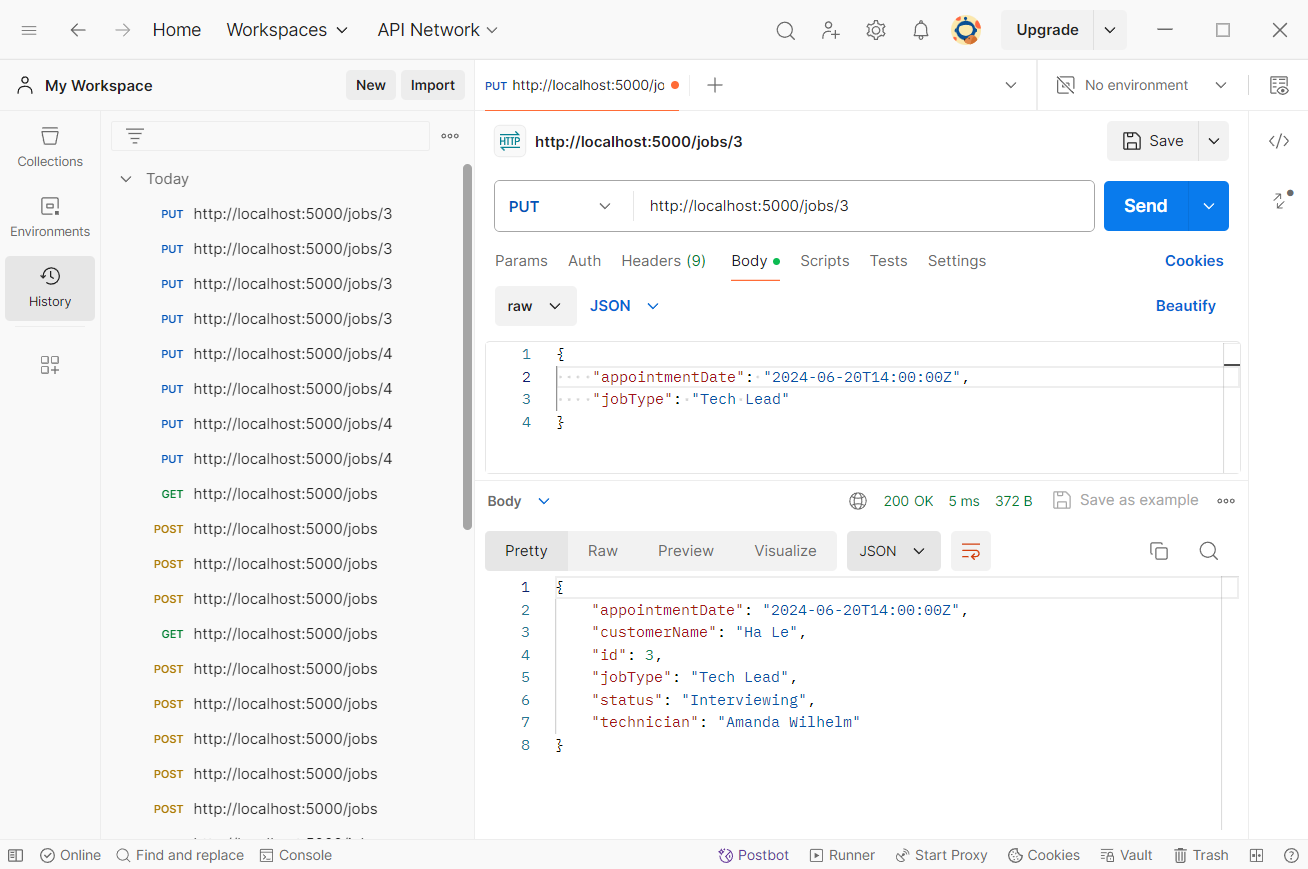 Home Workspaces API Network Upgrade
My Workspace New Import
PUT http://localhost:5000/jo
No environment
Collections
Environments
History
Today
PUT http://localhost:5000/jobs/3
PUT http://localhost:5000/jobs/3
PUT http://localhost:5000/jobs/3
PUT http://localhost:5000/jobs/3
PUT http://localhost:5000/jobs/4
PUT http://localhost:5000/jobs/4
PUT http://localhost:5000/jobs/4
PUT http://localhost:5000/jobs/4
GET http://localhost:5000/jobs
POST http://localhost:5000/jobs
POST http://localhost:5000/jobs
POST http://localhost:5000/jobs
GET http://localhost:5000/jobs
POST http://localhost:5000/jobs
POST http://localhost:5000/jobs
POST http://localhost:5000/jobs
POST http://localhost:5000/jobs
POST http://localhost:5000/jobs
HTTP http://localhost:5000/jobs/3 Save
PUT http://localhost:5000/jobs/3 Send
Params Auth Headers (9) Body Scripts Tests Settings Cookies
raw JSON Beautify
1 {
2 "appointmentDate": "2024-06-20T14:00:00Z",
3 "jobType": "Tech Lead"
4 }
Body 200 OK 5 ms 372 B Save as example
Pretty Raw Preview Visualize JSON
1 {
2 "appointmentDate": "2024-06-20T14:00:00Z",
3 "customerName": "Ha Le",
4 "id": 3,
5 "jobType": "Tech Lead",
6 "status": "Interviewing",
7 "technician": "Amanda Wilhelm"
8 }
Online Find and replace Console Postbot Runner Start Proxy Cookies Vault Trash